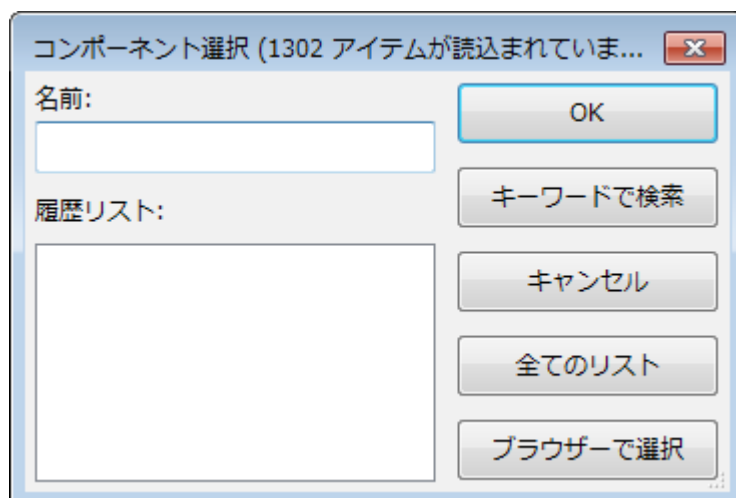 コンポーネント選択 (1302 アイテムが読込まれていま...
名前:
OK
キーワードで検索
履歴リスト:
キャンセル
全てのリスト
ブラウザーで選択